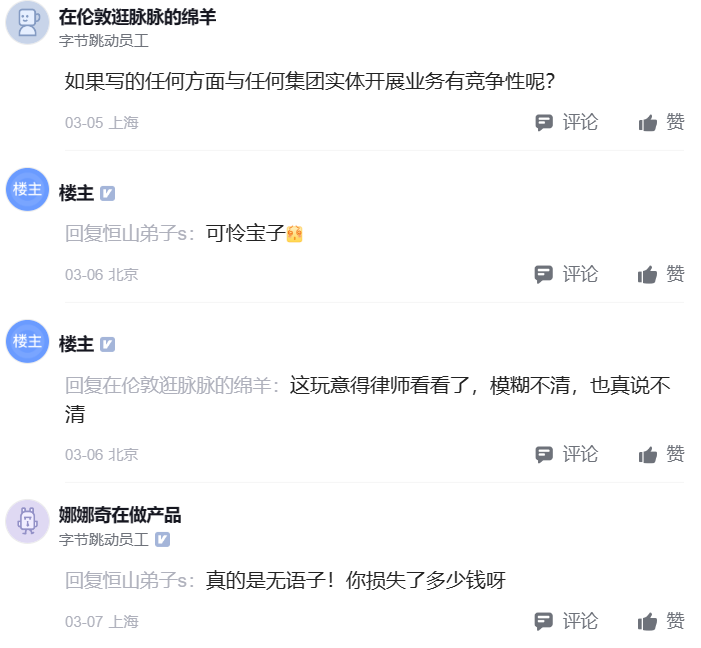 在伦敦逛脉脉的绵羊
字节跳动员工
如果写的任何方面与任何集团实体开展业务有竞争性呢？
03-05 上海
评论
赞
楼主
楼主
回复恒山弟子s：可怜宝子
03-06 北京
评论
赞
楼主
楼主
回复在伦敦逛脉脉的绵羊：这玩意得律师看看了，模糊不清，也真说不
清
03-06 北京
评论
赞
娜娜奇在做产品
字节跳动员工
回复恒山弟子s：真的是无语子！你损失了多少钱呀
03-07 上海
评论
赞